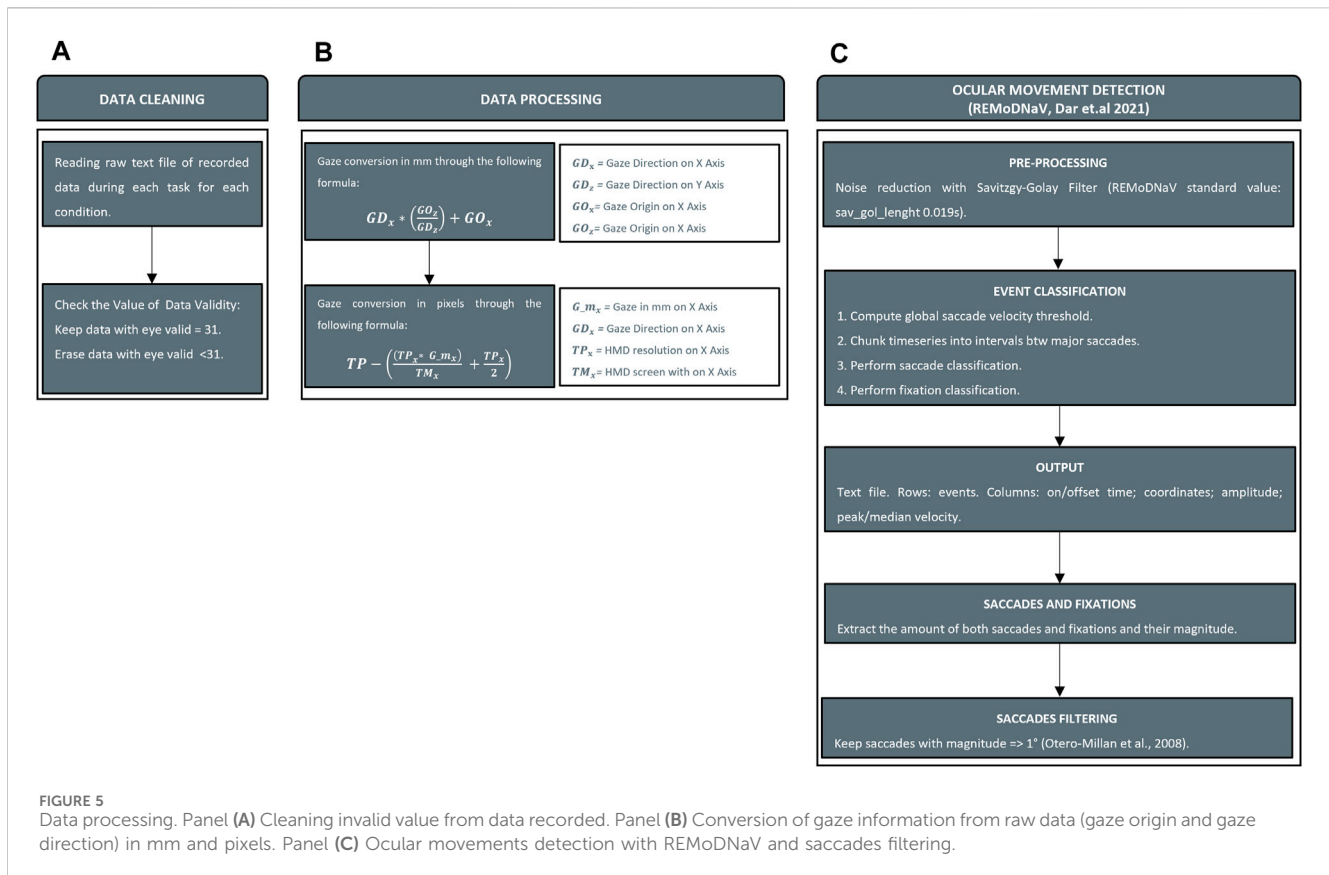 A
DATA CLEANING
Reading raw text file of recorded
data during each task for each
condition.
Check the Value of Data Validity:
Keep data with eye valid = 31.
Erase data with eye valid <31.
B
DATA PROCESSING
Gaze conversion in mm through the following
formula:
GD_x * (GO_z/GD_z) + GO_x
GD_x = Gaze Direction on X Axis
GD_z = Gaze Direction on Y Axis
GO_x = Gaze Origin on X Axis
GO_z = Gaze Origin on X Axis
Gaze conversion in pixels through the
following formula:
TP − ((TP_x * G_m_x)/TM_x + TP_x/2)
G_m_x = Gaze in mm on X Axis
GD_x = Gaze Direction on X Axis
TP_x = HMD resolution on X Axis
TM_x = HMD screen with on X Axis
C
OCULAR MOVEMENT DETECTION
(REMoDNaV, Dar et.al 2021)
PRE-PROCESSING
Noise reduction with Savitzgy-Golay Filter (REMoDNaV standard value:
sav_gol_lenght 0.019s).
EVENT CLASSIFICATION
1. Compute global saccade velocity threshold.
2. Chunk timeseries into intervals btw major saccades.
3. Perform saccade classification.
4. Perform fixation classification.
OUTPUT
Text file. Rows: events. Columns: on/offset time; coordinates; amplitude;
peak/median velocity.
SACCADES AND FIXATIONS
Extract the amount of both saccades and fixations and their magnitude.
SACCADES FILTERING
Keep saccades with magnitude => 1° (Otero-Millan et al., 2008).
FIGURE 5
Data processing. Panel (A) Cleaning invalid value from data recorded. Panel (B) Conversion of gaze information from raw data (gaze origin and gaze
direction) in mm and pixels. Panel (C) Ocular movements detection with REMoDNaV and saccades filtering.